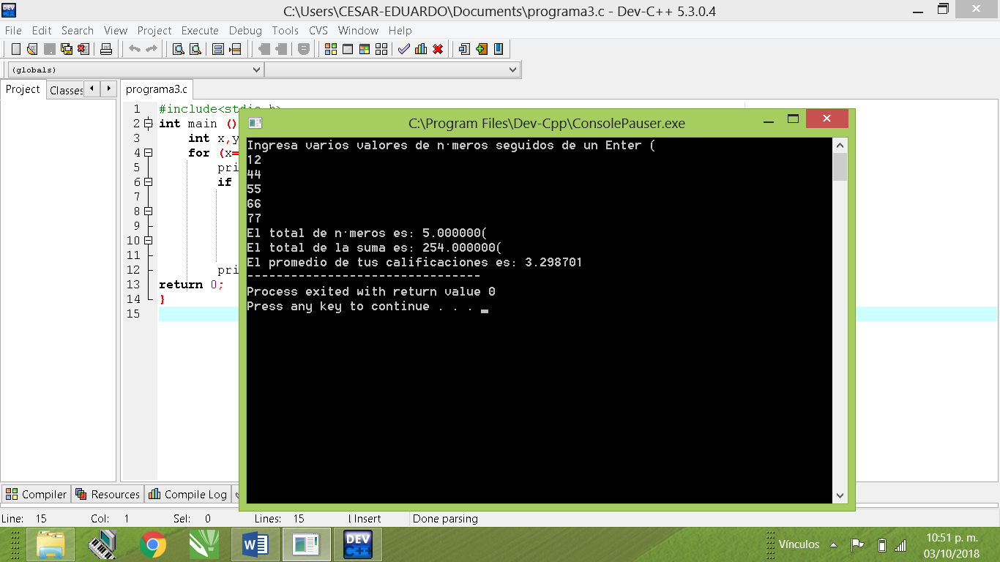 C:\Users\CESAR-EDUARDO\Documents\programa3.c - Dev-C++ 5.3.0.4
File Edit Search View Project Execute Debug Tools CVS Window Help
(globals)
Project Classes programa3.c
1 #include<stdio.h>
2 int main ()
3 int x,y
4 for (x=
5 pri
6 if
7
8
9
10
11
12 pri
13 return 0;
14 }
15
C:\Program Files\Dev-Cpp\ConsolePauser.exe
Ingresa varios valores de n·meros seguidos de un Enter (
12
44
55
66
77
El total de n·meros es: 5.000000(
El total de la suma es: 254.000000(
El promedio de tus calificaciones es: 3.298701
--------------------------------
Process exited with return value 0
Press any key to continue . . .
Compiler Resources Compile Log
Line: 15 Col: 1 Sel: 0 Lines: 15 Insert Done parsing
DEV C++
Vínculos
10:51 p. m.
03/10/2018